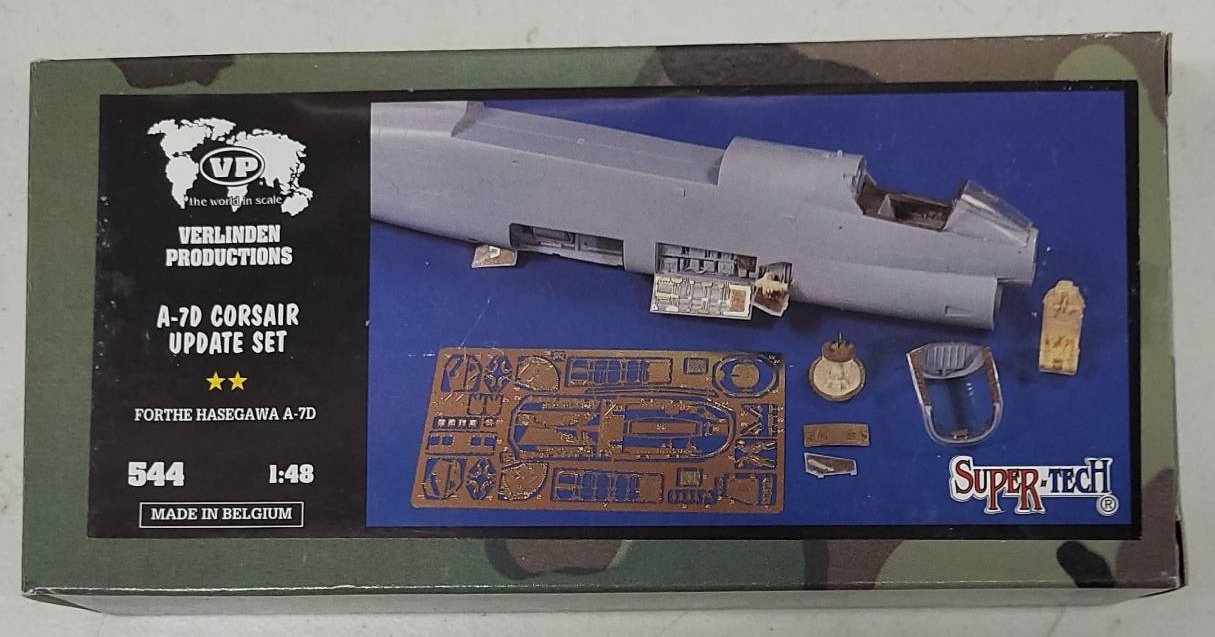 VP
the world in scale
VERLINDEN
PRODUCTIONS
A-7D CORSAIR
UPDATE SET
FORTHE HASEGAWA A-7D
544 1:48
MADE IN BELGIUM
SUPER-TECH ®